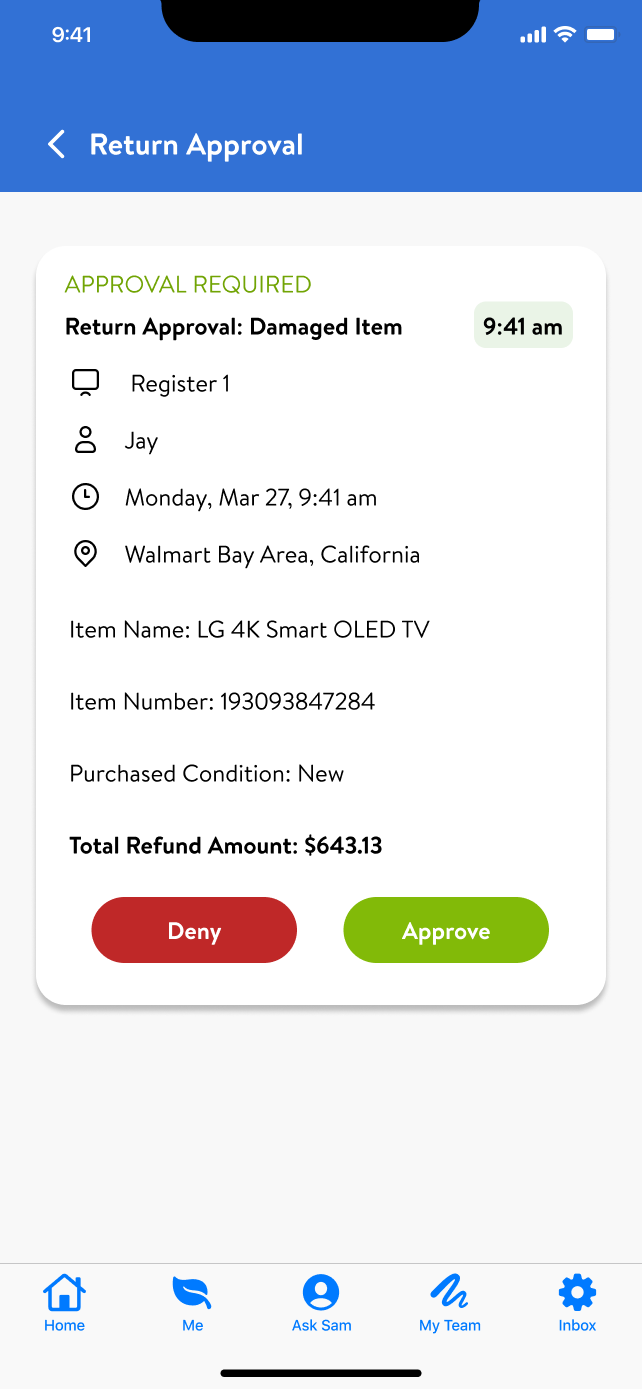 9:41
Return Approval
APPROVAL REQUIRED
Return Approval: Damaged Item
9:41 am
Register 1
Jay
Monday, Mar 27, 9:41 am
Walmart Bay Area, California
Item Name: LG 4K Smart OLED TV
Item Number: 193093847284
Purchased Condition: New
Total Refund Amount: $643.13
Deny
Approve
Home
Me
Ask Sam
My Team
Inbox